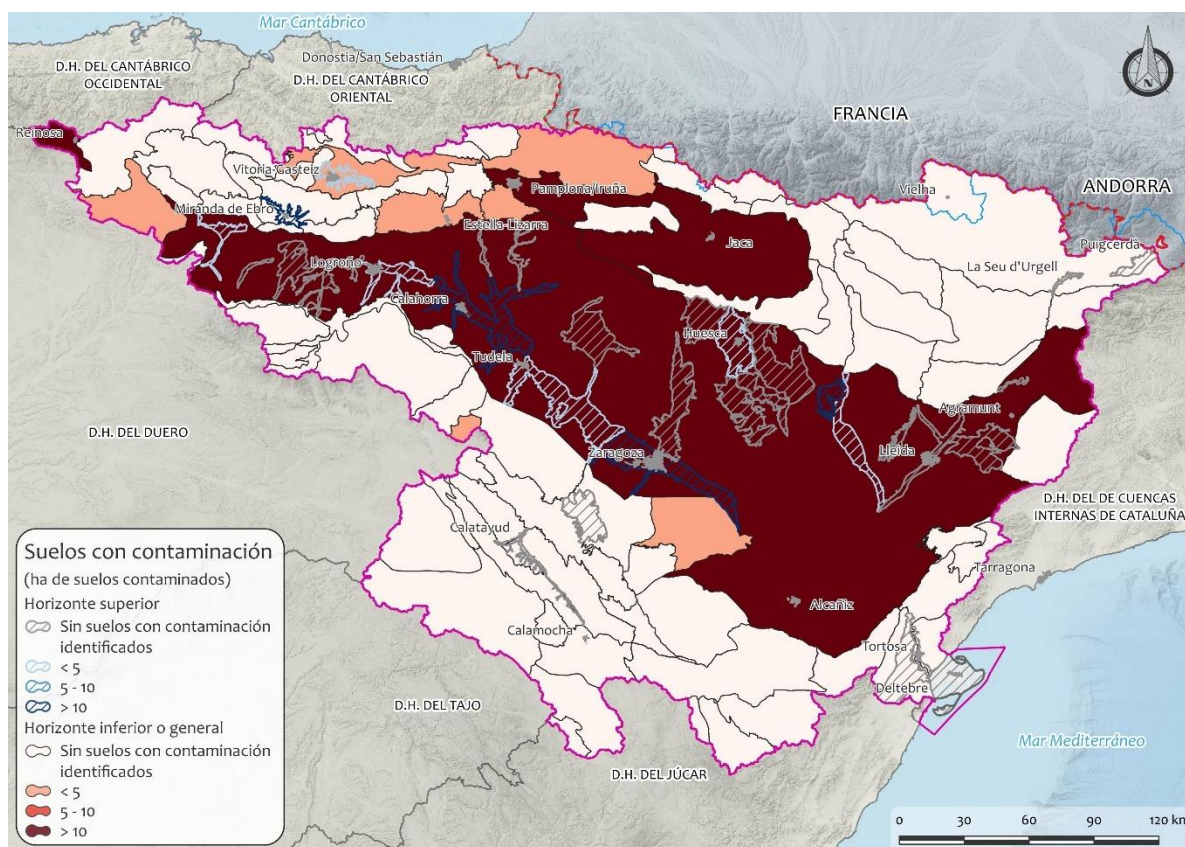 Mar Cantábrico
Donostia/San Sebastián
D.H. DEL CANTÁBRICO
OCCIDENTAL
D.H. DEL CANTÁBRICO
ORIENTAL
FRANCIA
N
Reinosa
Vitoria-Gasteiz
Pamplona/Iruña
Vielha
ANDORRA
Miranda de Ebro
Estella-Lizarra
Jaca
Puigcerdà
La Seu d'Urgell
Logroño
Calahorra
Huesca
Tudela
Agramunt
D.H. DEL DUERO
Zaragoza
Lleida
D.H. DEL DE CUENCAS
INTERNAS DE CATALUÑA
Calatayud
Tarragona
Alcañiz
Calamocha
Tortosa
Deltebre
D.H. DEL TAJO
Mar Mediterráneo
D.H. DEL JÚCAR
Suelos con contaminación
(ha de suelos contaminados)
Horizonte superior
Sin suelos con contaminación
identificados
< 5
5 - 10
> 10
Horizonte inferior o general
Sin suelos con contaminación
identificados
< 5
5 - 10
> 10
0 30 60 90 120 km